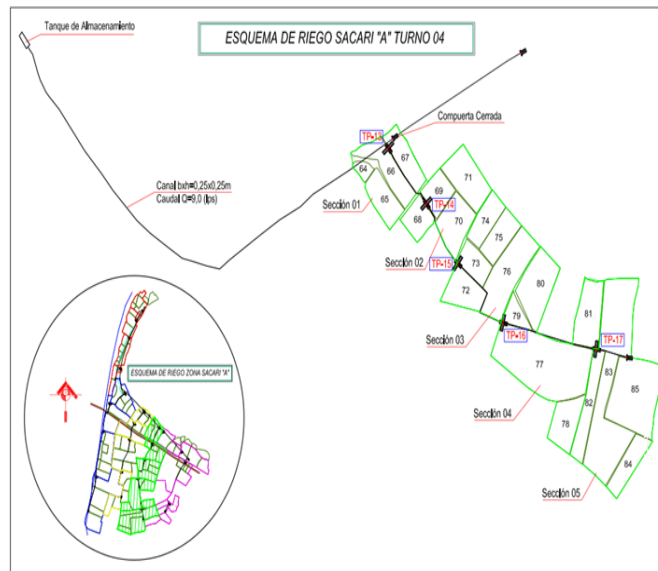 Tanque de Almacenamiento
ESQUEMA DE RIEGO SACARI "A" TURNO 04
Compuerta Cerrada
TP-13
67
64
66
65
Sección 01
69
71
TP-14
68
70
74
75
Sección 02
TP-15
73
76
72
80
Canal bxh=0,25x0,25m
Caudal Q=9,0 (lps)
79
81
TP-16
Sección 03
TP-17
77
83
85
82
Sección 04
78
84
Sección 05
ESQUEMA DE RIEGO ZONA SACARI "A"